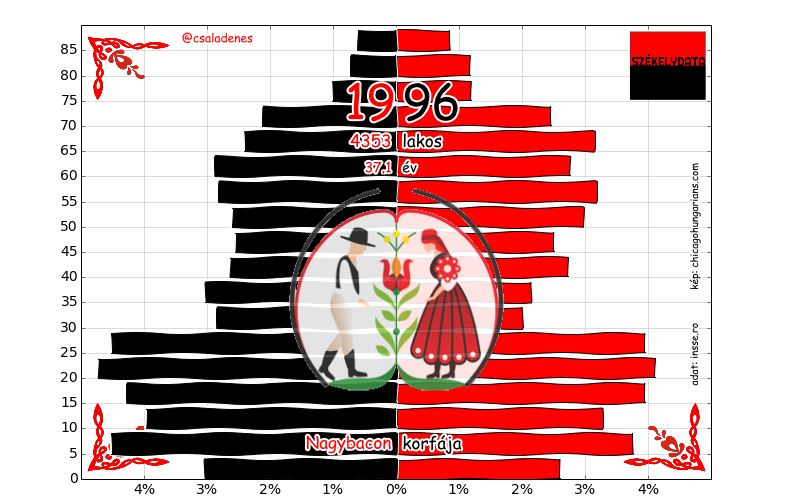 @csaladenes
SZÉKELYDATA
1996
4353 lakos
37.1 év
Nagybacon korfája
kép: chicagohungarians.com
adat: insse.ro
85
80
75
70
65
60
55
50
45
40
35
30
25
20
15
10
5
0
4% 3% 2% 1% 0% 1% 2% 3% 4%